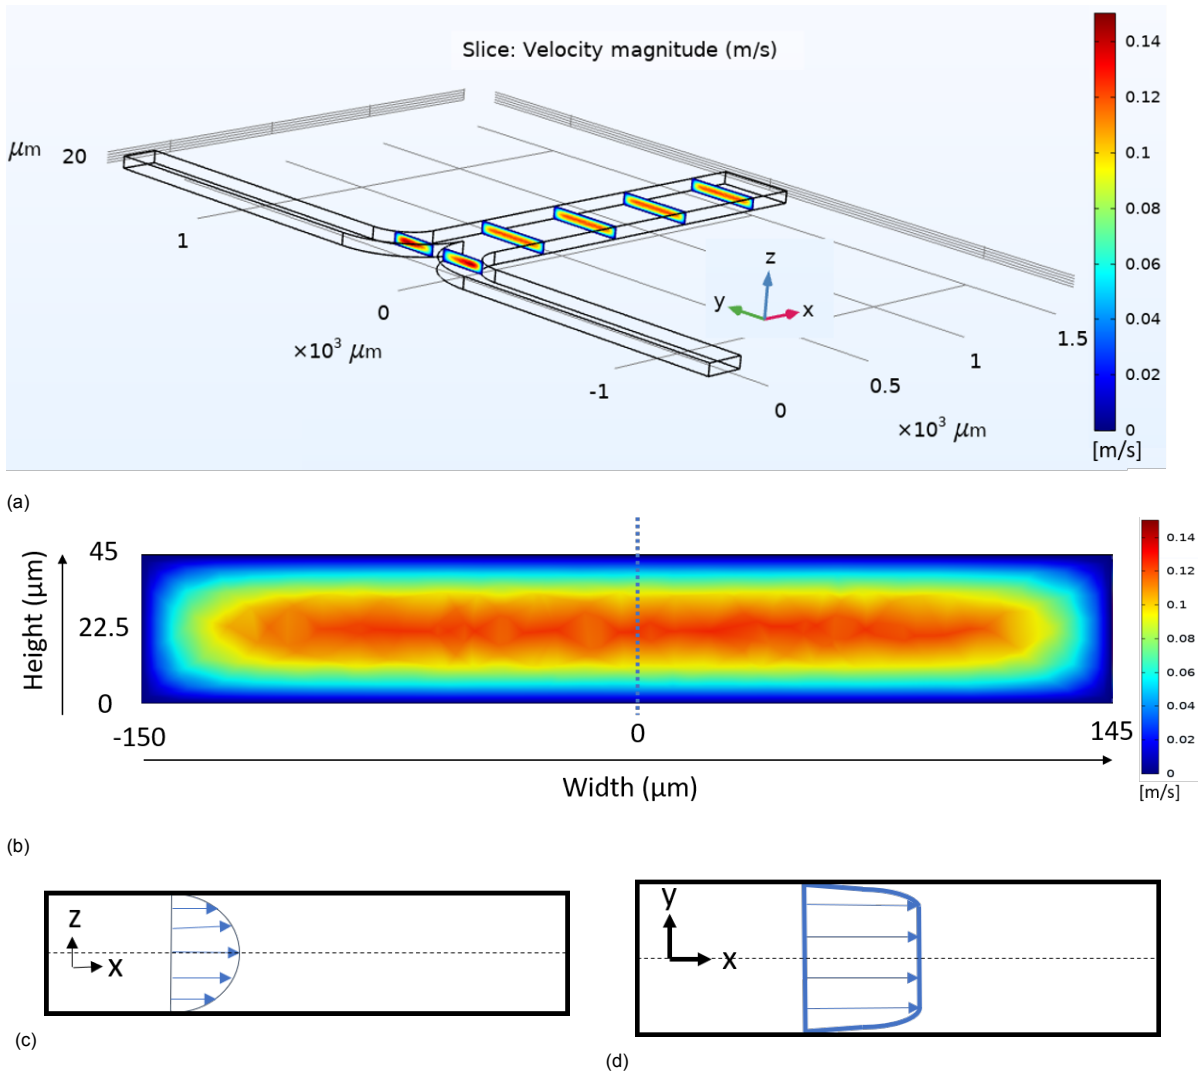 Slice: Velocity magnitude (m/s)
μm 20
1
0
×10³ μm
-1
0
0.5
1
1.5
×10³ μm
z
y
x
0.14
0.12
0.1
0.08
0.06
0.04
0.02
0
[m/s]
(a)
Height (μm)
45
22.5
0
-150
0
145
Width (μm)
0.14
0.12
0.1
0.08
0.06
0.04
0.02
0
[m/s]
(b)
z
x
(c)
y
x
(d)